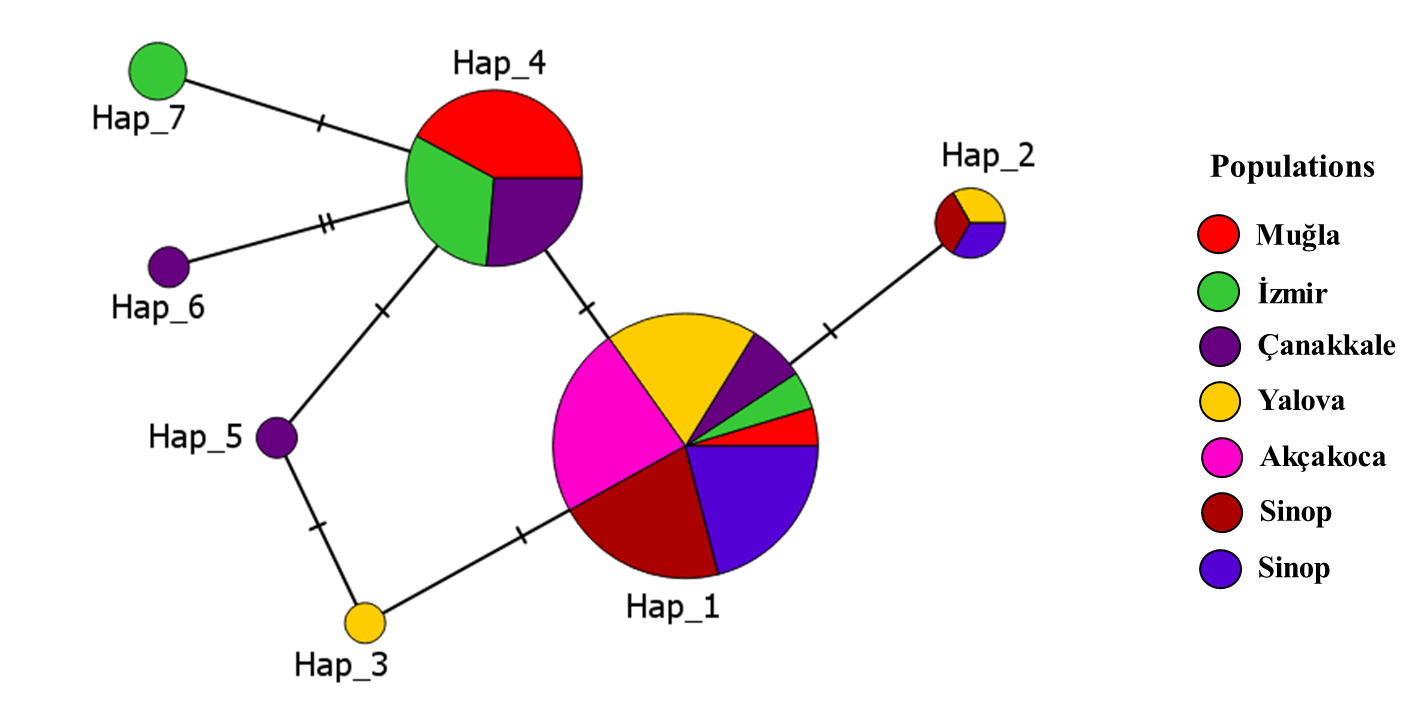 Hap_4
Hap_7
Hap_2
Hap_6
Hap_5
Hap_1
Hap_3
Populations
Muğla
İzmir
Çanakkale
Yalova
Akçakoca
Sinop
Sinop